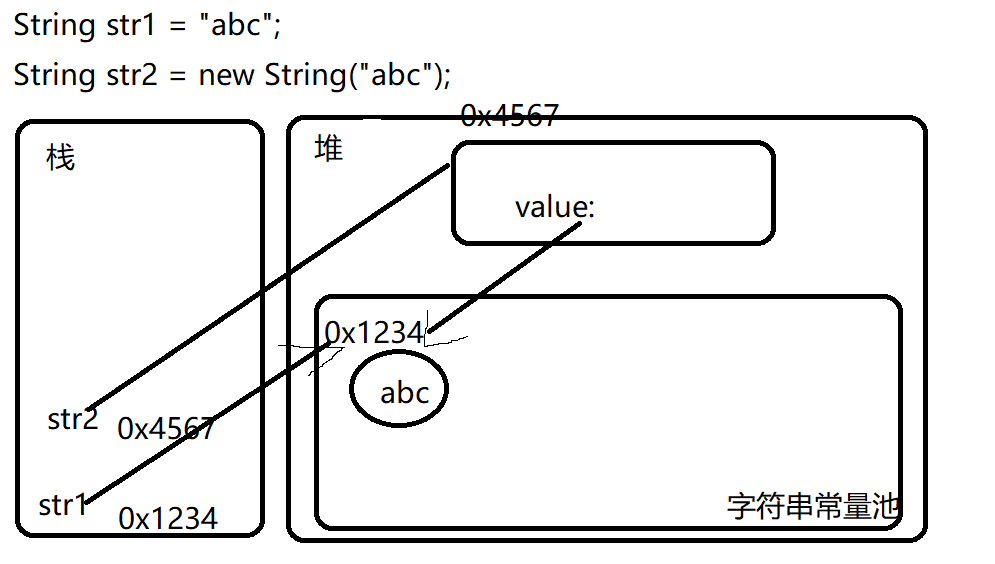 String str1 = "abc";
String str2 = new String("abc");
0x4567
栈
堆
value:
0x1234
abc
str2
0x4567
str1
0x1234
字符串常量池